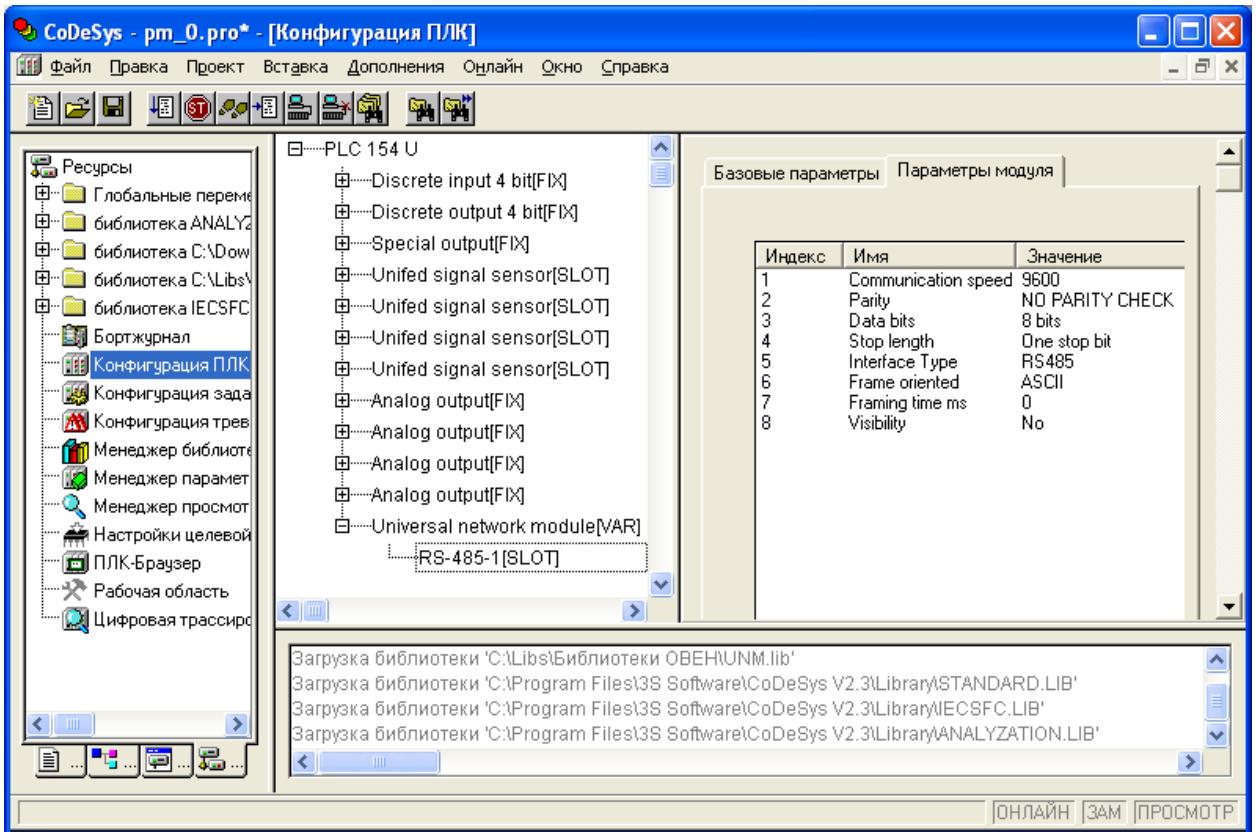 CoDeSys - pm_0.pro* - [Конфигурация ПЛК]
Файл Правка Проект Вставка Дополнения Онлайн Окно Справка
Ресурсы
Глобальные переме
библиотека ANALYZ
библиотека C:\Dow
библиотека C:\Libs\
библиотека IECSFC
Бортжурнал
Конфигурация ПЛК
Конфигурация зада
Конфигурация трев
Менеджер библиоте
Менеджер парамет
Менеджер просмот
Настройки целевой
ПЛК-Браузер
Рабочая область
Цифровая трассиро
... ... ... ...
PLC 154 U
Discrete input 4 bit[FIX]
Discrete output 4 bit[FIX]
Special output[FIX]
Unifed signal sensor[SLOT]
Unifed signal sensor[SLOT]
Unifed signal sensor[SLOT]
Unifed signal sensor[SLOT]
Analog output[FIX]
Analog output[FIX]
Analog output[FIX]
Analog output[FIX]
Universal network module[VAR]
RS-485-1[SLOT]
Базовые параметры Параметры модуля
Индекс Имя Значение
1 Communication speed 9600
2 Parity NO PARITY CHECK
3 Data bits 8 bits
4 Stop length One stop bit
5 Interface Type RS485
6 Frame oriented ASCII
7 Framing time ms 0
8 Visibility No
Загрузка библиотеки 'C:\Libs\Библиотеки ОВЕН\UNM.lib'
Загрузка библиотеки 'C:\Program Files\3S Software\CoDeSys V2.3\Library\STANDARD.LIB'
Загрузка библиотеки 'C:\Program Files\3S Software\CoDeSys V2.3\Library\IECSFC.LIB'
Загрузка библиотеки 'C:\Program Files\3S Software\CoDeSys V2.3\Library\ANALYZATION.LIB'
ОНЛАЙН ЗАМ ПРОСМОТР